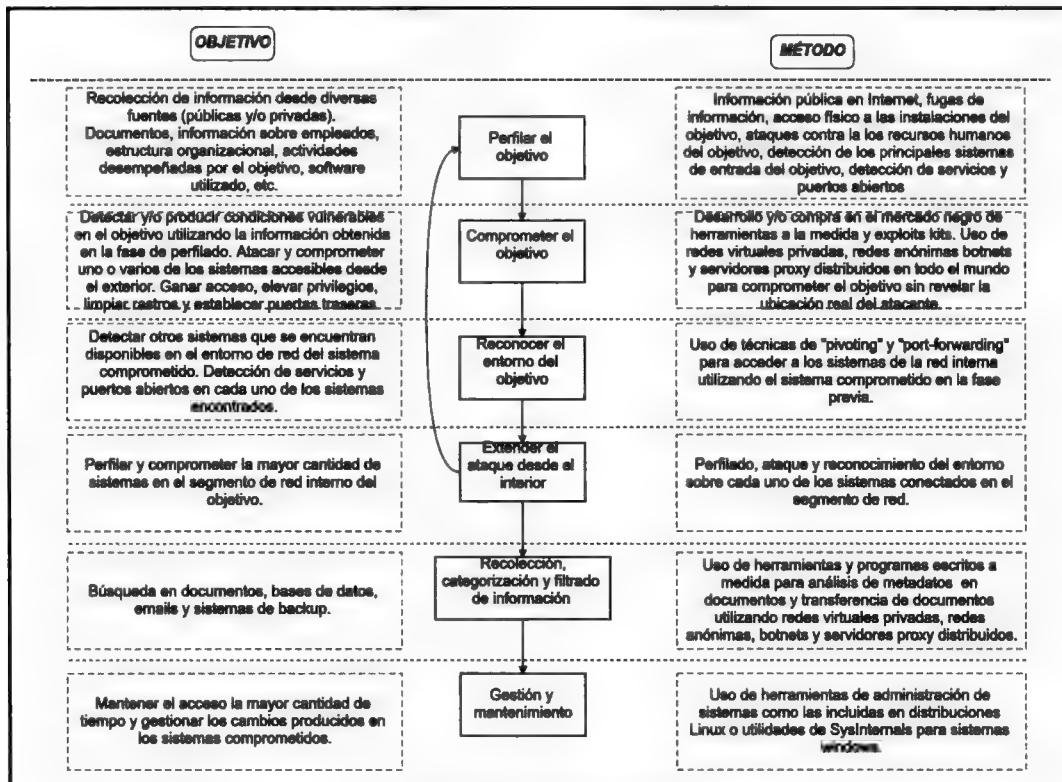 OBJETIVO
MÉTODO
Recolección de información desde diversas
fuentes (públicas y/o privadas).
Documentos, información sobre empleados,
estructura organizacional, actividades
desempeñadas por el objetivo, software
utilizado, etc.
Perfilar el
objetivo
Información pública en Internet, fugas de
información, acceso físico a las instalaciones del
objetivo, ataques contra la los recursos humanos
del objetivo, detección de los principales sistemas
de entrada del objetivo, detección de servicios y
puertos abiertos
Detectar y/o producir condiciones vulnerables
en el objetivo utilizando la información obtenida
en la fase de perfilado. Atacar y comprometer
uno o varios de los sistemas accesibles desde
el exterior. Ganar acceso, elevar privilegios,
limpiar rastros y establecer puertas traseras.
Comprometer el
objetivo
Desarrollo y/o compra en el mercado negro de
herramientas a la medida y exploits kits. Uso de
redes virtuales privadas, redes anónimas botnets
y servidores proxy distribuidos en todo el mundo
para comprometer el objetivo sin revelar la
ubicación real del atacante.
Detectar otros sistemas que se encuentran
disponibles en el entorno de red del sistema
comprometido. Detección de servicios y
puertos abiertos en cada uno de los sistemas
encontrados.
Reconocer el
entorno del
objetivo
Uso de técnicas de "pivoting" y "port-forwarding"
para acceder a los sistemas de la red interna
utilizando el sistema comprometido en la fase
previa.
Perfilar y comprometer la mayor cantidad de
sistemas en el segmento de red interno del
objetivo.
Extender el
ataque desde el
interior
Perfilado, ataque y reconocimiento del entorno
sobre cada uno de los sistemas conectados en el
segmento de red.
Búsqueda en documentos, bases de datos,
emails y sistemas de backup.
Recolección,
categorización y filtrado
de información
Uso de herramientas y programas escritos a
medida para análisis de metadatos en
documentos y transferencia de documentos
utilizando redes virtuales privadas, redes
anónimas, botnets y servidores proxy distribuidos.
Mantener el acceso la mayor cantidad de
tiempo y gestionar los cambios producidos en
los sistemas comprometidos.
Gestión y
mantenimiento
Uso de herramientas de administración de
sistemas como las incluidas en distribuciones
Linux o utilidades de SysInternals para sistemas
windows.